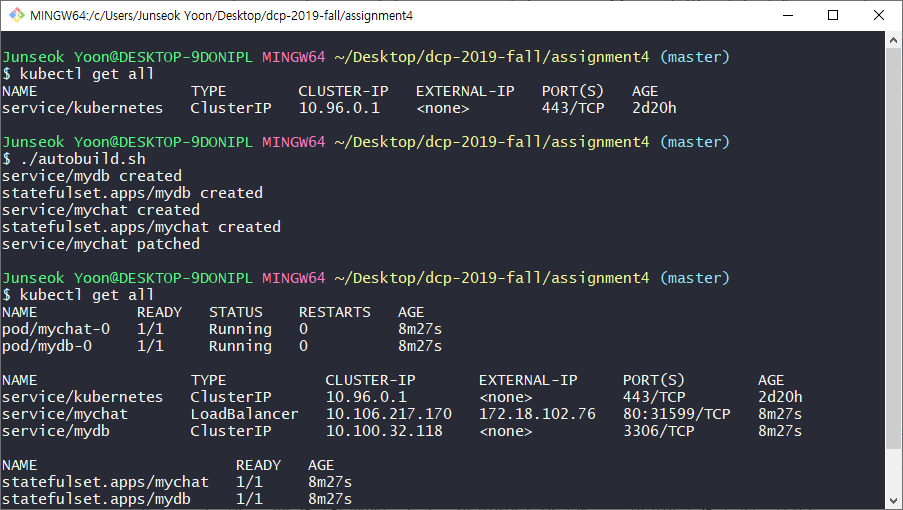 MINGW64:/c/Users/Junseok Yoon/Desktop/dcp-2019-fall/assignment4
Junseok Yoon@DESKTOP-9DONIPL MINGW64 ~/Desktop/dcp-2019-fall/assignment4 (master)
$ kubectl get all
NAME TYPE CLUSTER-IP EXTERNAL-IP PORT(S) AGE
service/kubernetes ClusterIP 10.96.0.1 <none> 443/TCP 2d20h
Junseok Yoon@DESKTOP-9DONIPL MINGW64 ~/Desktop/dcp-2019-fall/assignment4 (master)
$ ./autobuild.sh
service/mydb created
statefulset.apps/mydb created
service/mychat created
statefulset.apps/mychat created
service/mychat patched
Junseok Yoon@DESKTOP-9DONIPL MINGW64 ~/Desktop/dcp-2019-fall/assignment4 (master)
$ kubectl get all
NAME READY STATUS RESTARTS AGE
pod/mychat-0 1/1 Running 0 8m27s
pod/mydb-0 1/1 Running 0 8m27s
NAME TYPE CLUSTER-IP EXTERNAL-IP PORT(S) AGE
service/kubernetes ClusterIP 10.96.0.1 <none> 443/TCP 2d20h
service/mychat LoadBalancer 10.106.217.170 172.18.102.76 80:31599/TCP 8m27s
service/mydb ClusterIP 10.100.32.118 <none> 3306/TCP 8m27s
NAME READY AGE
statefulset.apps/mychat 1/1 8m27s
statefulset.apps/mydb 1/1 8m27s